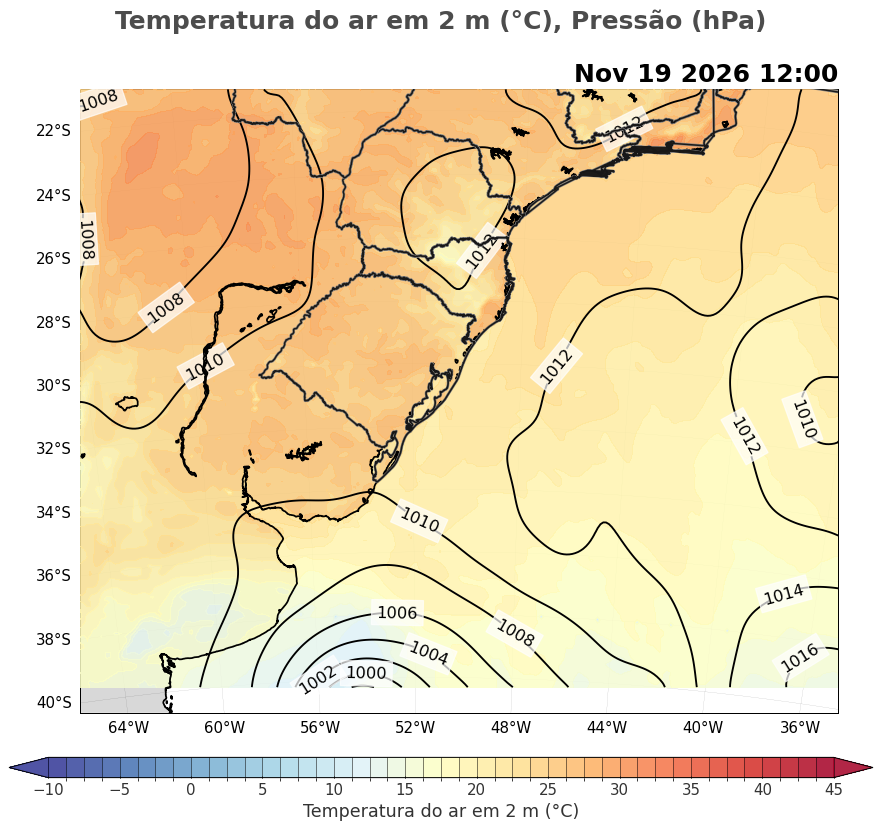 Temperatura do ar em 2 m (°C), Pressão (hPa)
Nov 19 2026 12:00
1008
1012
22°S
24°S
1008
1012
26°S
1008
28°S
1010
1012
30°S
1010
1012
32°S
34°S
1010
36°S
1014
1006
1008
38°S
1004
1016
1002
1000
40°S
64°W 60°W 56°W 52°W 48°W 44°W 40°W 36°W
−10 −5 0 5 10 15 20 25 30 35 40 45
Temperatura do ar em 2 m (°C)